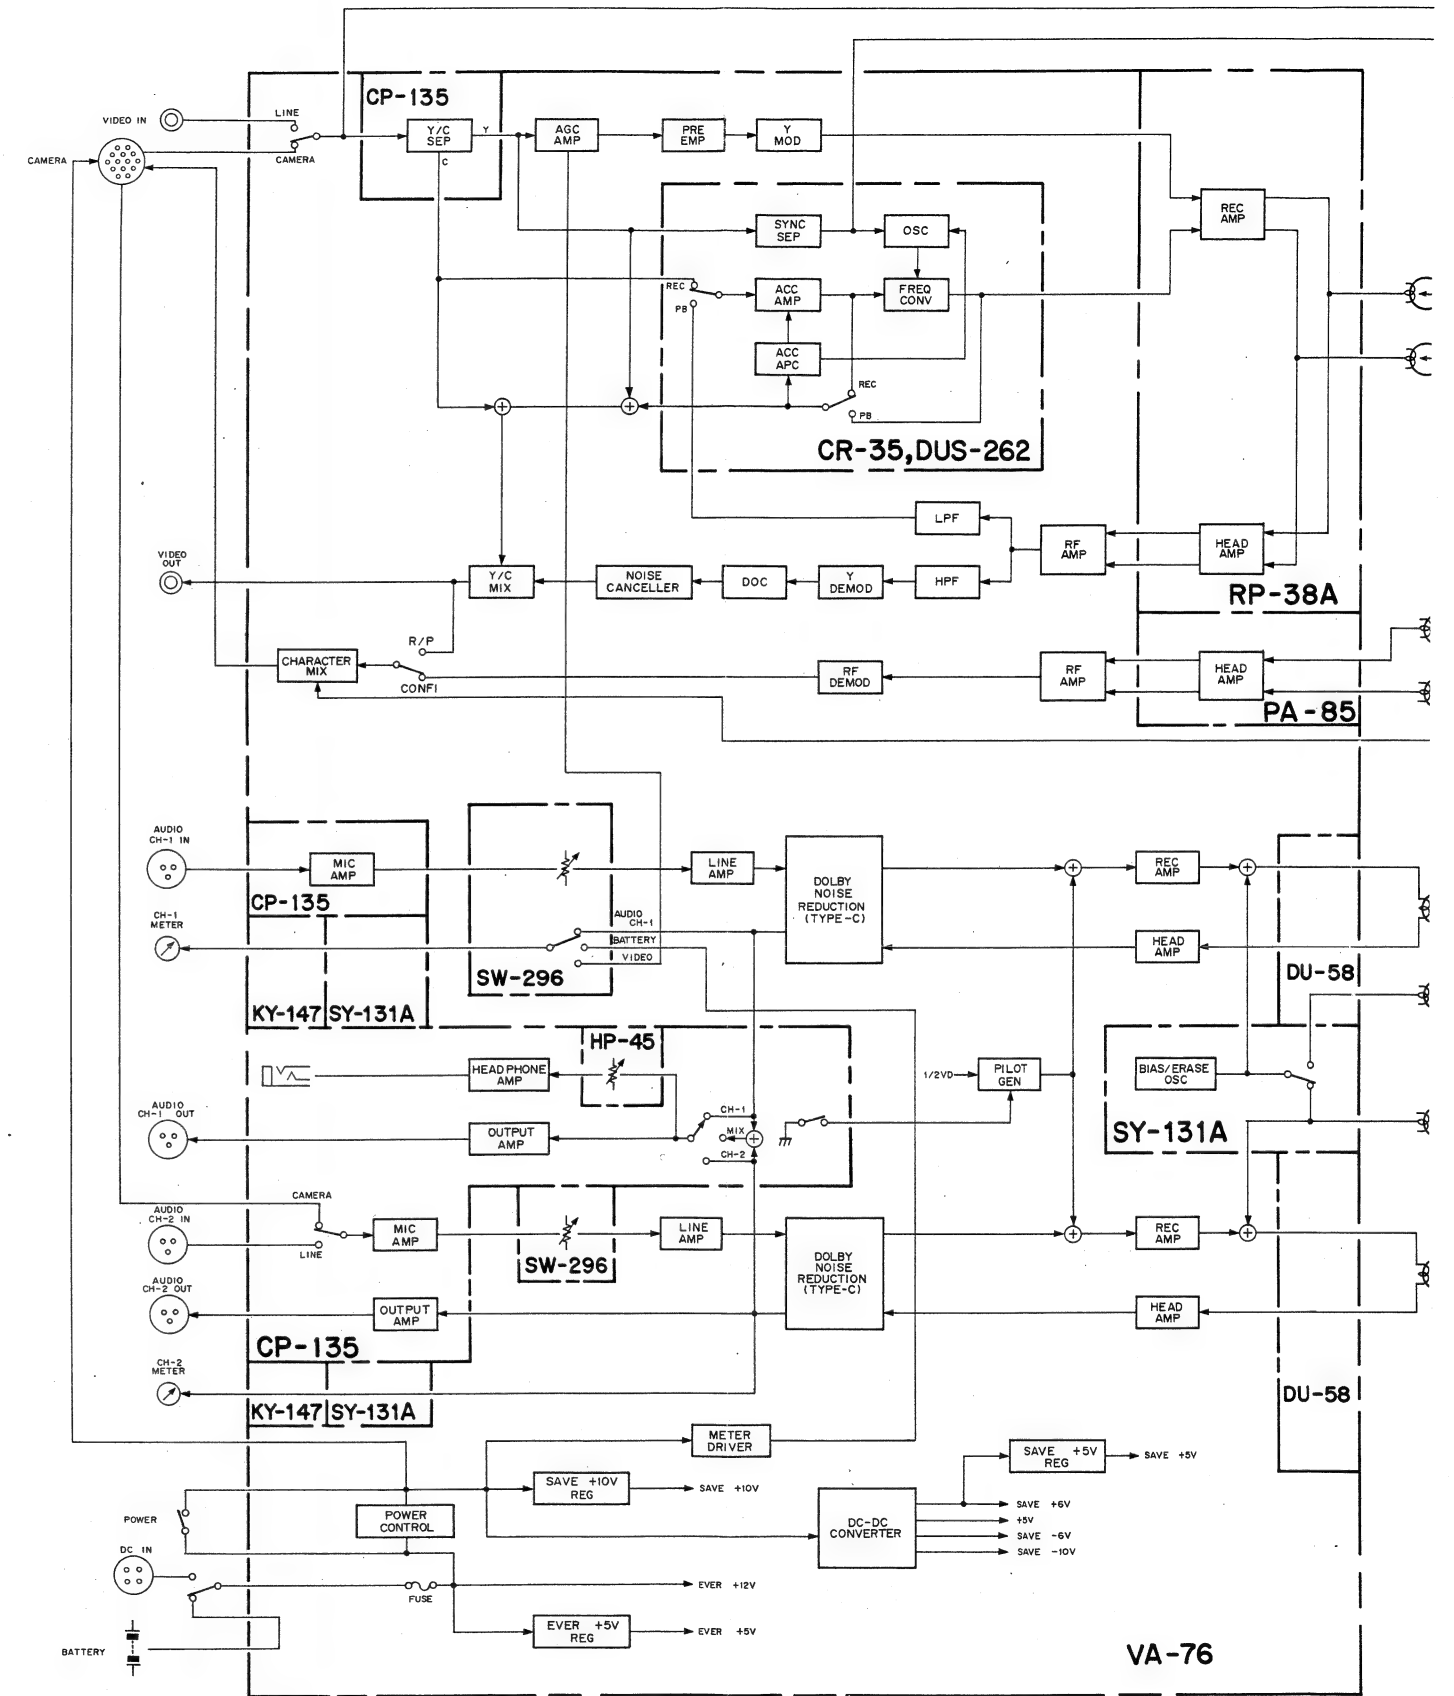 CP-135
VIDEO IN
LINE
CAMERA
CAMERA
Y/C
SEP
Y
C
AGC
AMP
PRE
EMP
Y
MOD
REC
AMP
SYNC
SEP
OSC
REC
PB
ACC
AMP
FREQ
CONV
ACC
APC
REC
PB
CR-35,DUS-262
LPF
RF
AMP
HEAD
AMP
VIDEO
OUT
Y/C
MIX
NOISE
CANCELLER
DOC
Y
DEMOD
HPF
RP-38A
R/P
CHARACTER
MIX
CONFI
RF
DEMOD
RF
AMP
HEAD
AMP
PA-85
AUDIO
CH-1 IN
MIC
AMP
CP-135
LINE
AMP
DOLBY
NOISE
REDUCTION
(TYPE-C)
REC
AMP
CH-1
METER
AUDIO
CH-1
BATTERY
VIDEO
SW-296
HEAD
AMP
DU-58
KY-147
SY-131A
HP-45
HEAD PHONE
AMP
1/2VD
PILOT
GEN
BIAS/ERASE
OSC
AUDIO
CH-1 OUT
OUTPUT
AMP
CH-1
MIX
CH-2
SY-131A
CAMERA
AUDIO
CH-2 IN
LINE
MIC
AMP
SW-296
LINE
AMP
DOLBY
NOISE
REDUCTION
(TYPE-C)
REC
AMP
AUDIO
CH-2 OUT
OUTPUT
AMP
HEAD
AMP
CP-135
CH-2
METER
KY-147
SY-131A
DU-58
METER
DRIVER
SAVE +5V
REG
SAVE +5V
SAVE +10V
REG
SAVE +10V
POWER
POWER
CONTROL
DC-DC
CONVERTER
SAVE +6V
+5V
SAVE -6V
SAVE -10V
DC IN
FUSE
EVER +12V
EVER +5V
REG
EVER +5V
BATTERY
VA-76